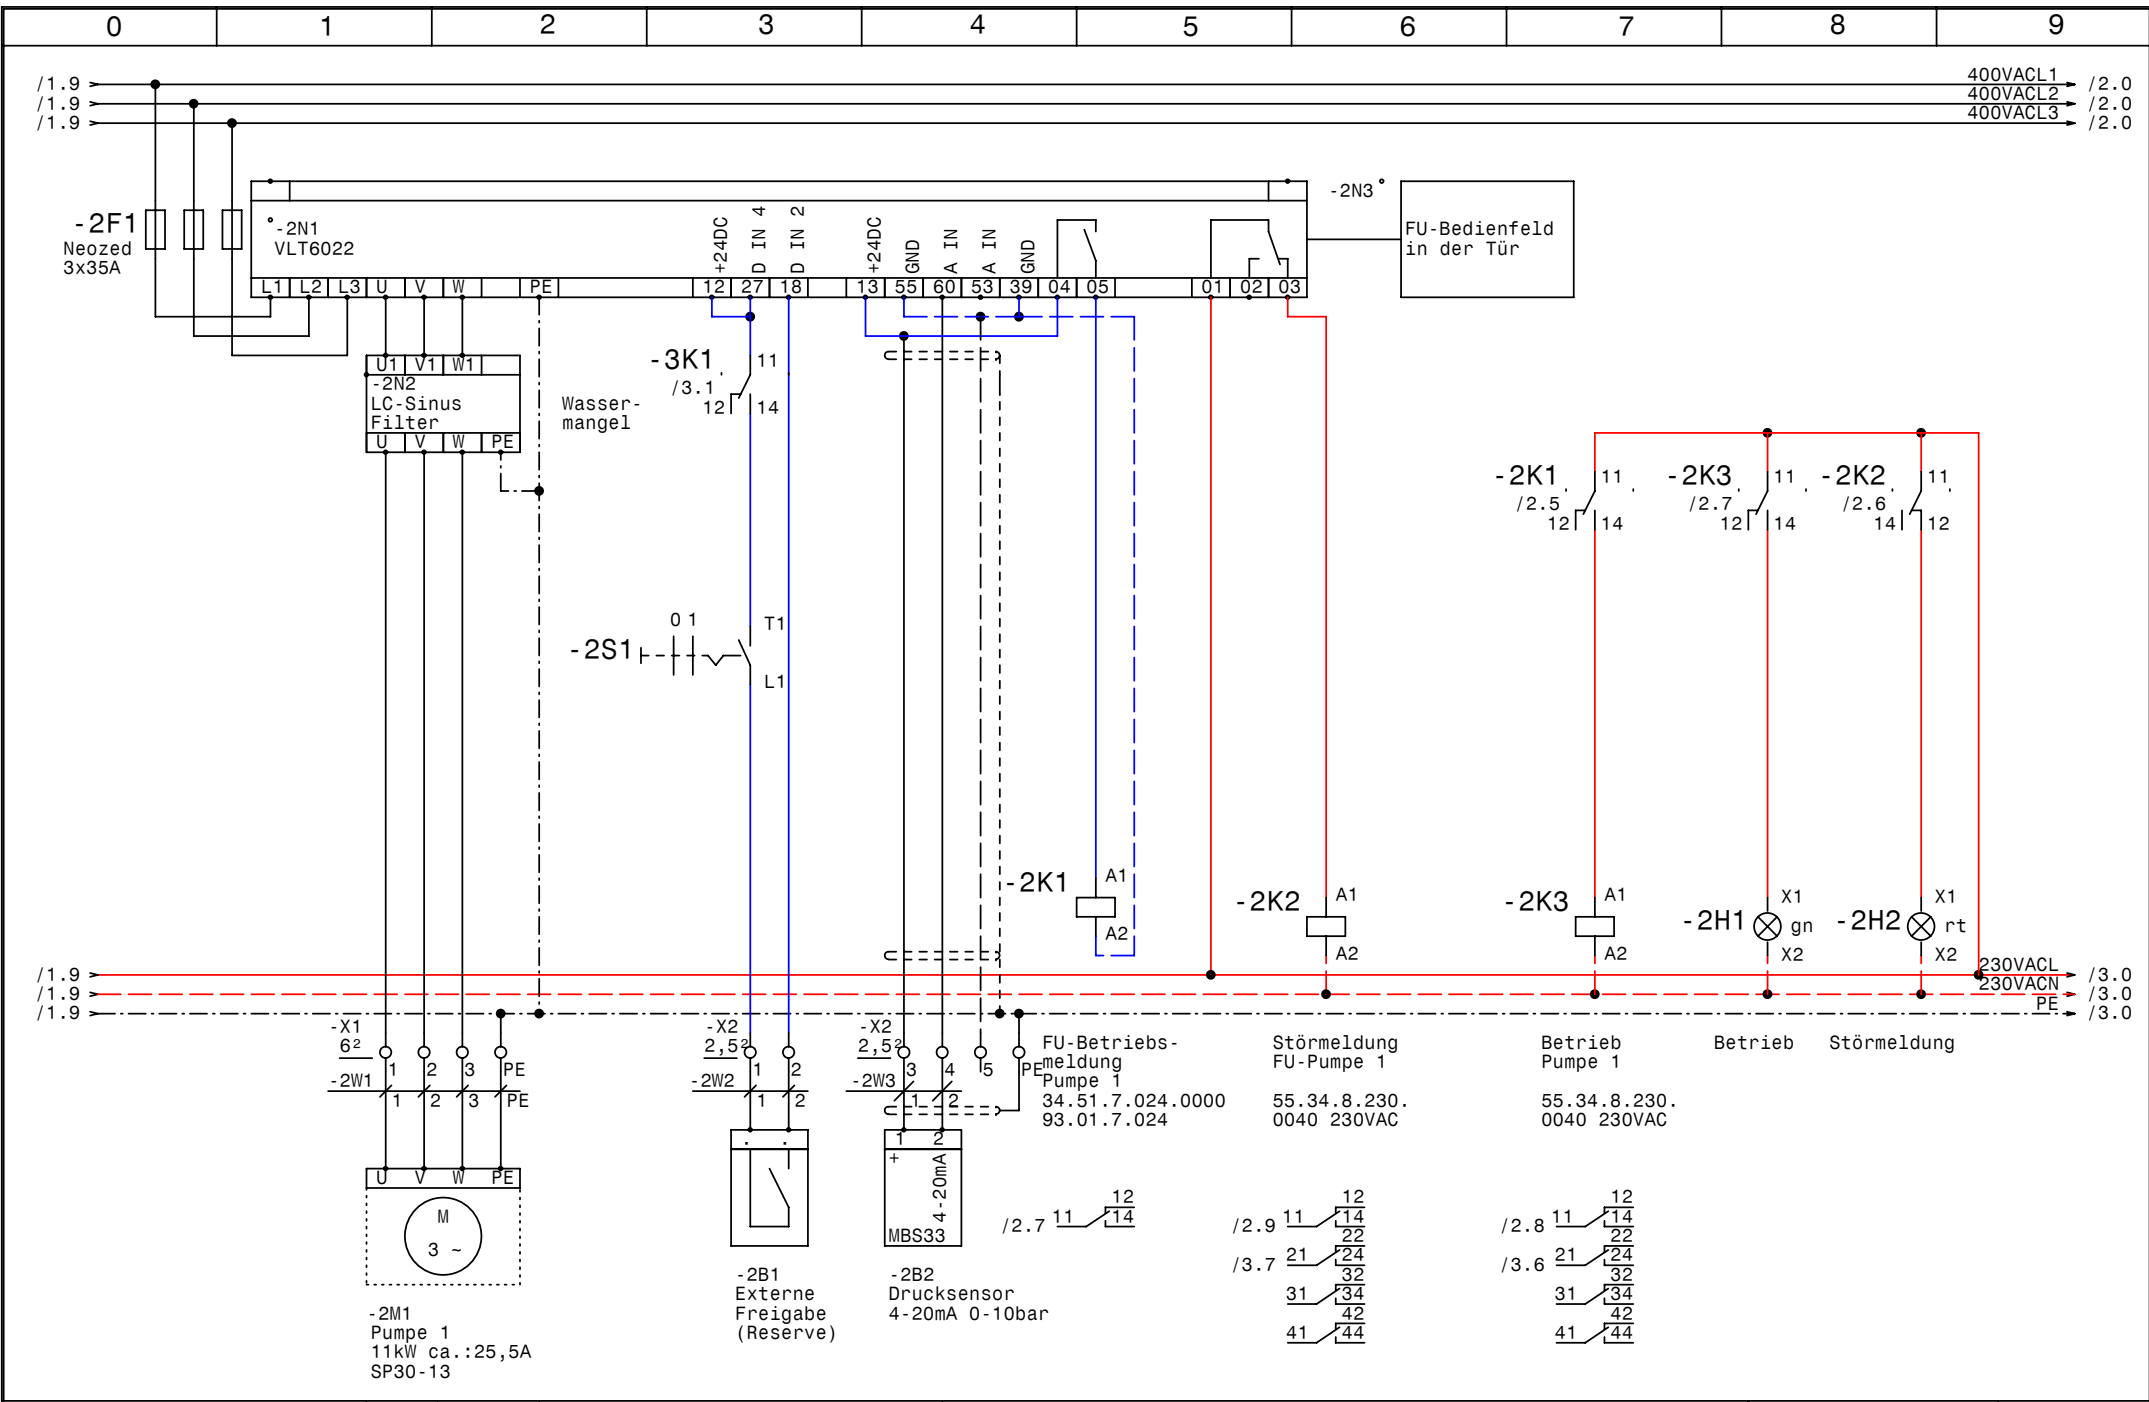 0 1 2 3 4 5 6 7 8 9
/1.9 400VACL1 /2.0
/1.9 400VACL2 /2.0
/1.9 400VACL3 /2.0
-2F1
Neozed
3x35A
-2N1
VLT6022
+24DC
D IN 4
D IN 2
+24DC
GND
A IN
A IN
GND
-2N3
FU-Bedienfeld
in der Tür
L1 L2 L3 U V W PE 12 27 18 13 55 60 53 39 04 05 01 02 03
U1 V1 W1
-2N2
LC-Sinus
Filter
U V W PE
Wasser-
mangel
-3K1
/3.1
11
12 14
-2K1
/2.5
11
12 14
-2K3
/2.7
11
12 14
-2K2
/2.6
11
14 12
-2S1
0 1
T1
L1
-2K1
A1
A2
-2K2
A1
A2
-2K3
A1
A2
-2H1
X1
gn
X2
-2H2
X1
rt
X2
/1.9 230VACL /3.0
/1.9 230VACN /3.0
/1.9 PE /3.0
-X1
6²
1 2 3 PE
-2W1
1 2 3 PE
-X2
2,5²
1 2
-2W2
1 2
-X2
2,5²
3 4 5 PE
-2W3
1 2
FU-Betriebs-
meldung
Pumpe 1
34.51.7.024.0000
93.01.7.024
Störmeldung
FU-Pumpe 1
55.34.8.230.
0040 230VAC
Betrieb
Pumpe 1
55.34.8.230.
0040 230VAC
Betrieb
Störmeldung
U V W PE
M
3 ~
-2M1
Pumpe 1
11kW ca.:25,5A
SP30-13
-2B1
Externe
Freigabe
(Reserve)
1 2
+
4-20mA
MBS33
-2B2
Drucksensor
4-20mA 0-10bar
12
/2.7 11 14
12
/2.9 11 14
22
/3.7 21 24
32
31 34
42
41 44
12
/2.8 11 14
22
/3.6 21 24
32
31 34
42
41 44